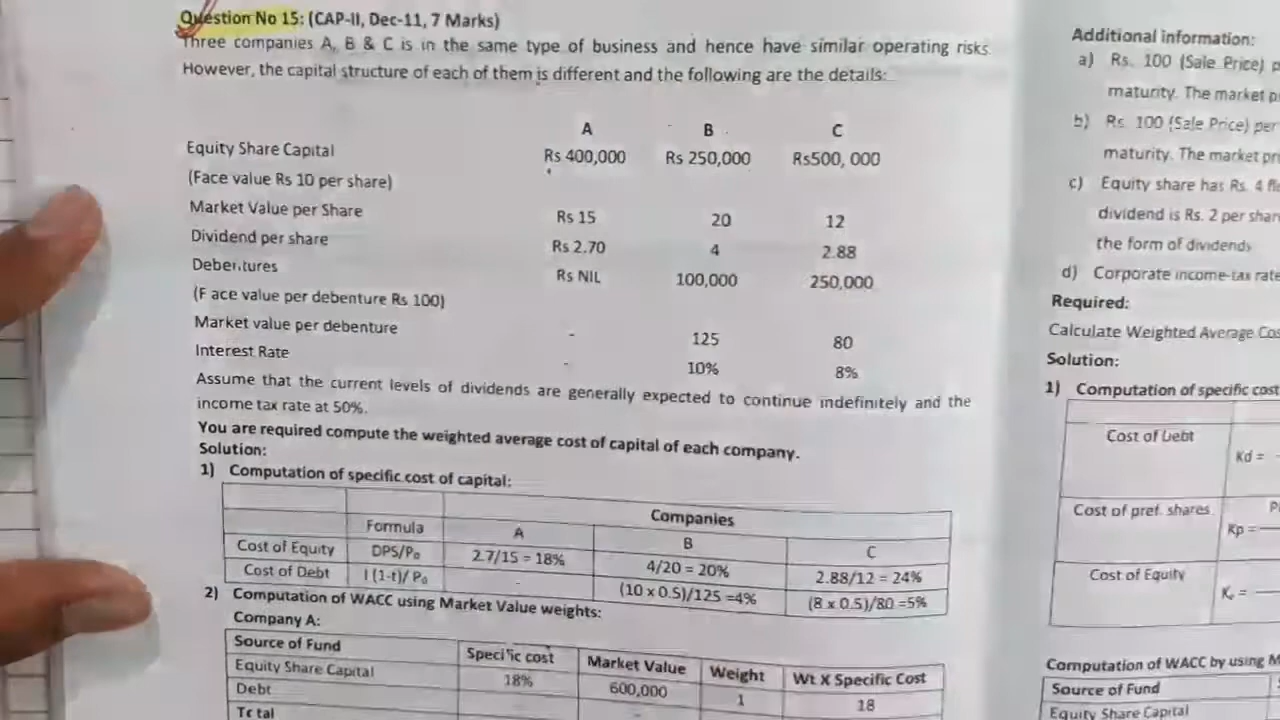 Question No 15: (CAP-II, Dec-11, 7 Marks)
Three companies A, B & C is in the same type of business and hence have similar operating risks.
However, the capital structure of each of them is different and the following are the details:
A B C
Equity Share Capital Rs 400,000 Rs 250,000 Rs500, 000
(Face value Rs 10 per share)
Market Value per Share Rs 15 20 12
Dividend per share Rs 2.70 4 2.88
Debentures Rs NIL 100,000 250,000
(F ace value per debenture Rs 100)
Market value per debenture - 125 80
Interest Rate - 10% 8%
Assume that the current levels of dividends are generally expected to continue indefinitely and the
income tax rate at 50%.
You are required compute the weighted average cost of capital of each company.
Solution:
1) Computation of specific cost of capital:
Companies
Formula A B C
Cost of Equity DPS/P₀ 2.7/15 = 18% 4/20 = 20% 2.88/12 = 24%
Cost of Debt I (1-t)/ P₀ - (10 x 0.5)/125 =4% (8 x 0.5)/80 =5%
2) Computation of WACC using Market Value weights:
Company A:
Source of Fund Specific cost Market Value Weight Wt X Specific Cost
Equity Share Capital 18% 600,000 1 18
Debt
Total
Additional information:
a) Rs. 100 (Sale Price)
maturity. The market
b) Rs. 100 (Sale Price) per
maturity. The market
c) Equity share has Rs. 4
dividend is Rs. 2 per
the form of dividends
d) Corporate income-tax rate
Required:
Calculate Weighted Average
Solution:
1) Computation of specific cost
Cost of Debt Kd =
Cost of pref. shares Kp =
Cost of Equity Kₑ =
Computation of WACC by using
Source of Fund
Equity Share Capital